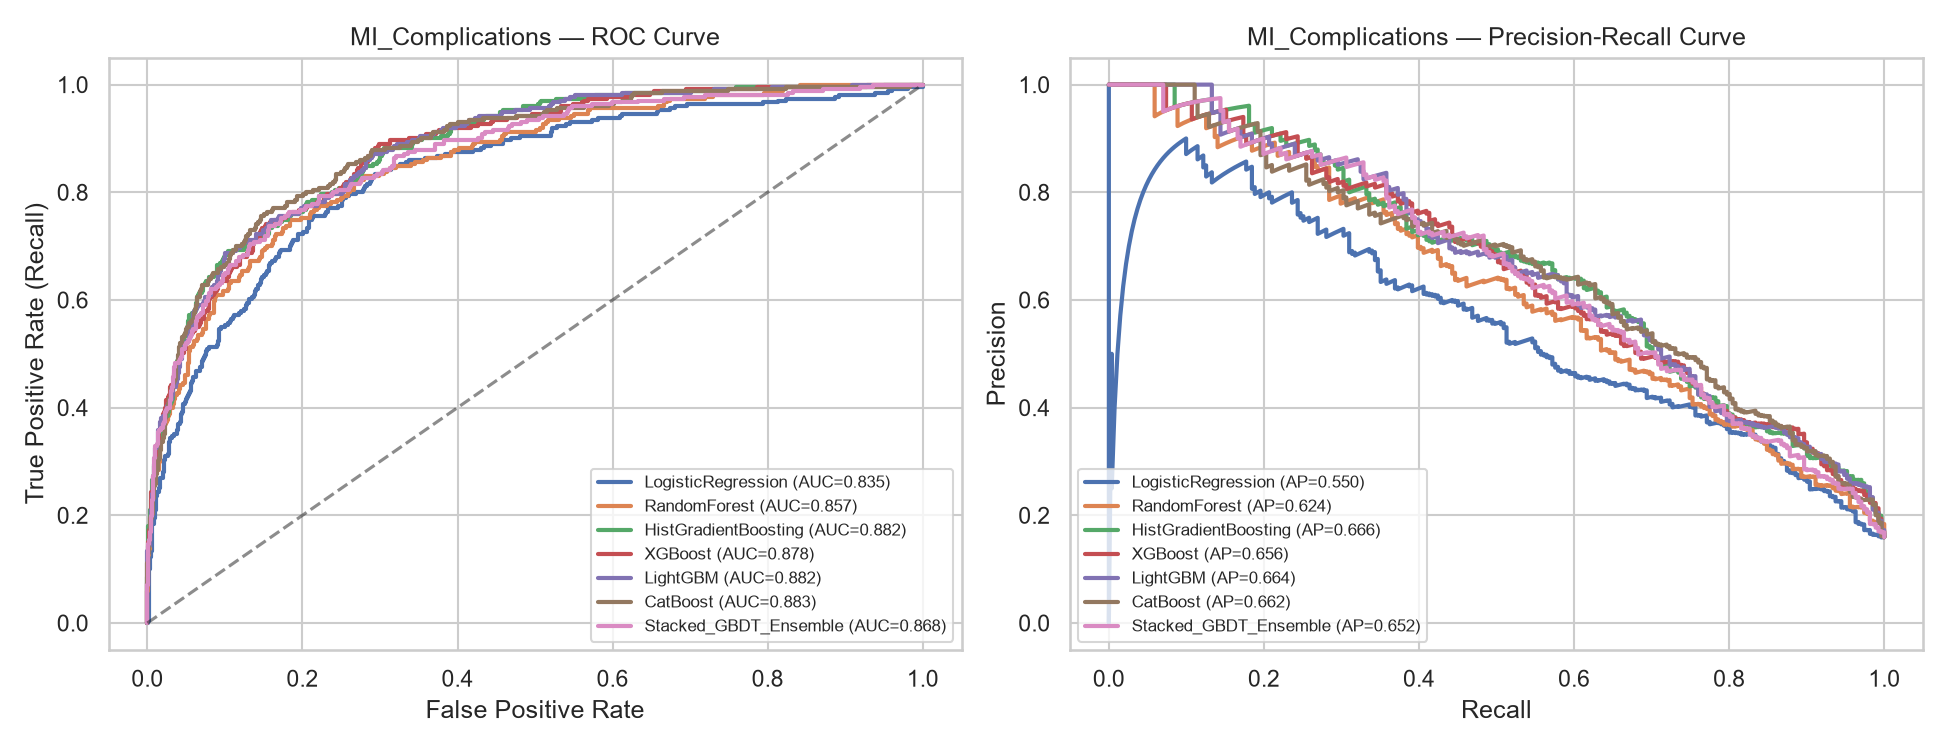 MI_Complications — ROC Curve
1.0
0.8
0.6
0.4
0.2
0.0
True Positive Rate (Recall)
LogisticRegression (AUC=0.835)
RandomForest (AUC=0.857)
HistGradientBoosting (AUC=0.882)
XGBoost (AUC=0.878)
LightGBM (AUC=0.882)
CatBoost (AUC=0.883)
Stacked_GBDT_Ensemble (AUC=0.868)
0.0 0.2 0.4 0.6 0.8 1.0
False Positive Rate
MI_Complications — Precision-Recall Curve
1.0
0.8
0.6
0.4
0.2
0.0
Precision
LogisticRegression (AP=0.550)
RandomForest (AP=0.624)
HistGradientBoosting (AP=0.666)
XGBoost (AP=0.656)
LightGBM (AP=0.664)
CatBoost (AP=0.662)
Stacked_GBDT_Ensemble (AP=0.652)
0.0 0.2 0.4 0.6 0.8 1.0
Recall